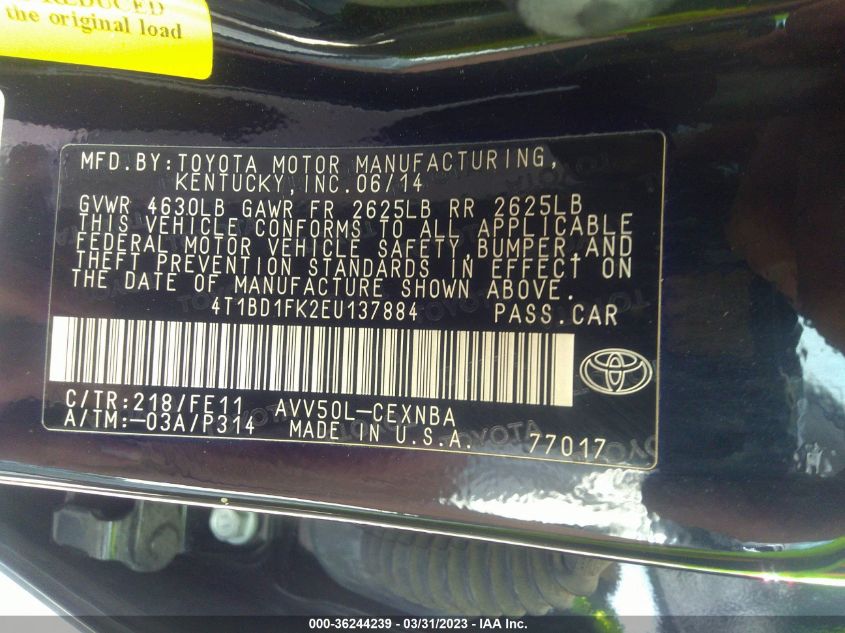 REDUCED
the original load
MFD.BY:TOYOTA MOTOR MANUFACTURING,
KENTUCKY,INC.06/14
GVWR 4630LB GAWR FR 2625LB RR 2625LB
THIS VEHICLE CONFORMS TO ALL APPLICABLE
FEDERAL MOTOR VEHICLE SAFETY,BUMPER,AND
THEFT PREVENTION STANDARDS IN EFFECT ON
THE DATE OF MANUFACTURE SHOWN ABOVE.
4T1BD1FK2EU137884 PASS.CAR
C/TR:218/FE11 AVV50L-CEXNBA
A/TM:-03A/P314 MADE IN U.S.A. 77017
000-36244239 - 03/31/2023 - IAA Inc.